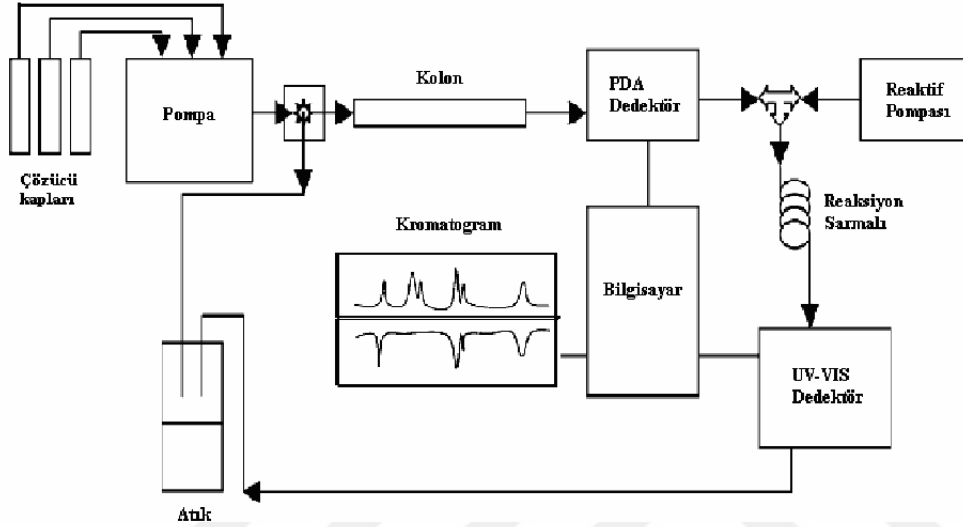 Çözücü
kapları
Pompa
Kolon
PDA
Dedektör
Reaktif
Pompası
Reaksiyon
Sarmalı
Kromatogram
Bilgisayar
UV-VIS
Dedektör
Atık